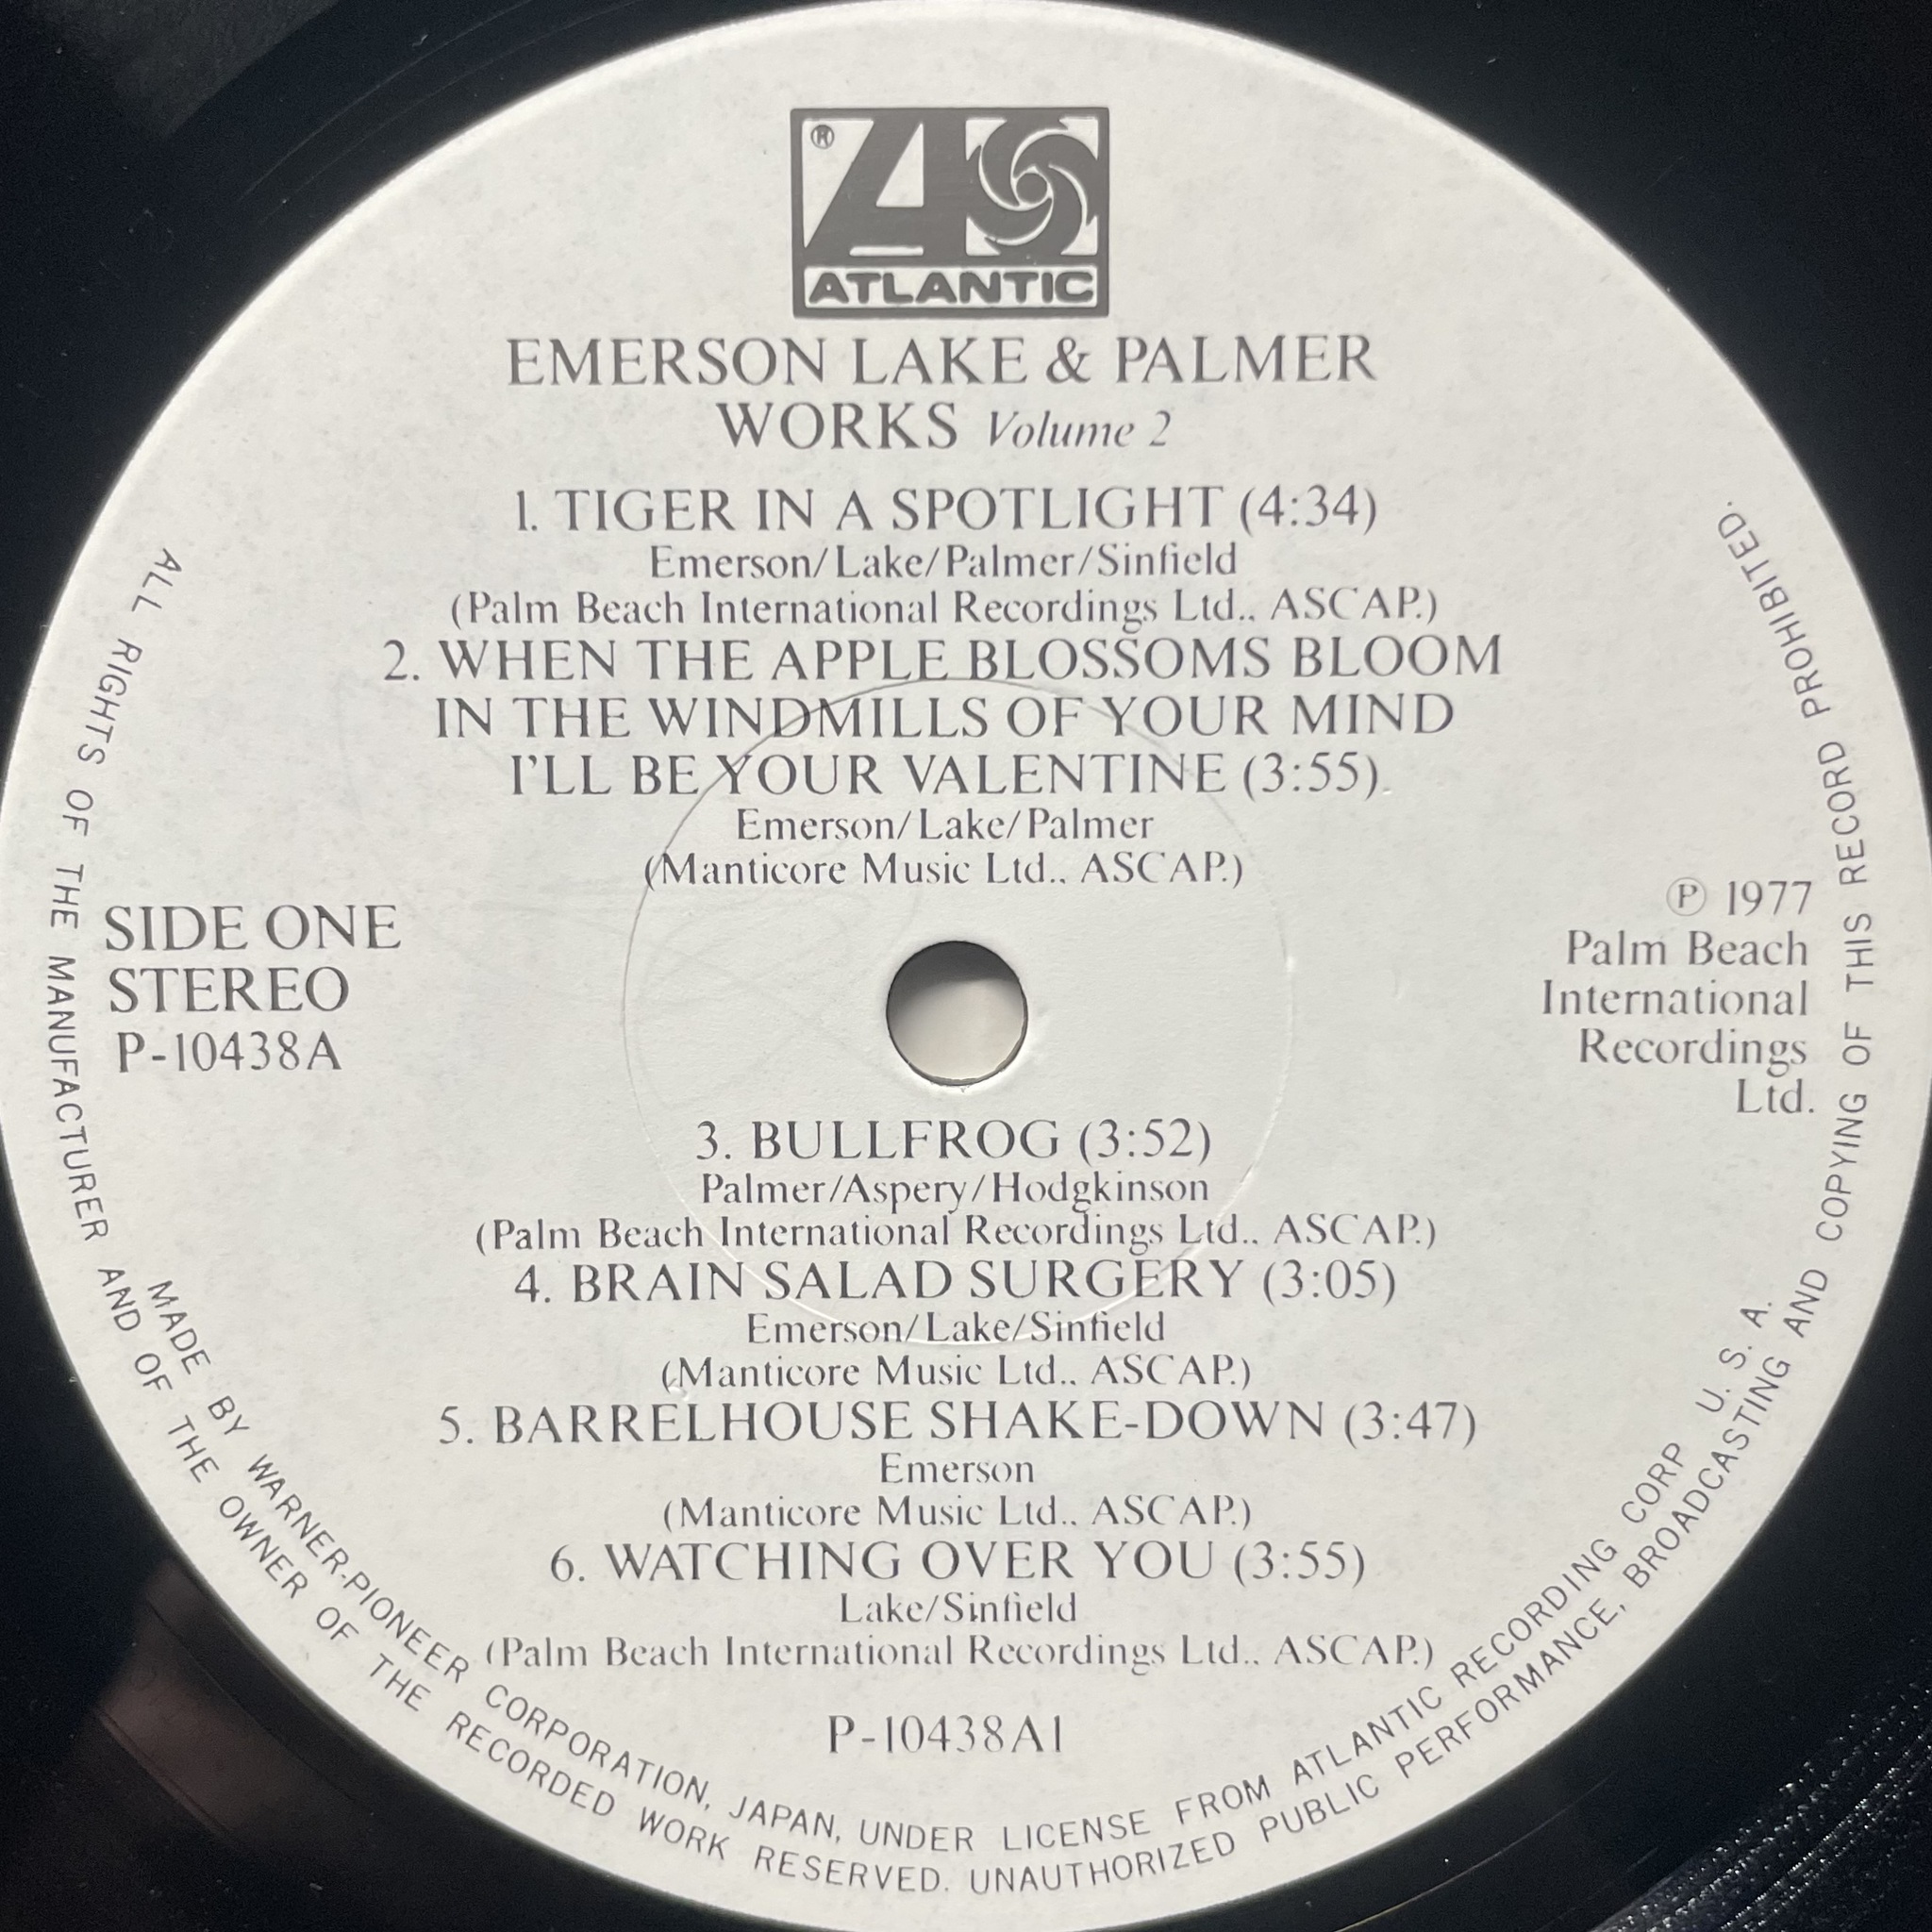 ®
ATLANTIC
EMERSON LAKE & PALMER
WORKS Volume 2
1. TIGER IN A SPOTLIGHT (4:34)
Emerson/Lake/Palmer/Sinfield
(Palm Beach International Recordings Ltd., ASCAP.)
2. WHEN THE APPLE BLOSSOMS BLOOM
IN THE WINDMILLS OF YOUR MIND
I'LL BE YOUR VALENTINE (3:55).
Emerson/Lake/Palmer
(Manticore Music Ltd., ASCAP.)
SIDE ONE
STEREO
P-10438A
Ⓟ 1977
Palm Beach
International
Recordings
Ltd.
3. BULLFROG (3:52)
Palmer/Aspery/Hodgkinson
(Palm Beach International Recordings Ltd., ASCAP.)
4. BRAIN SALAD SURGERY (3:05)
Emerson/Lake/Sinfield
(Manticore Music Ltd., ASCAP.)
5. BARRELHOUSE SHAKE-DOWN (3:47)
Emerson
(Manticore Music Ltd., ASCAP.)
6. WATCHING OVER YOU (3:55)
Lake/Sinfield
(Palm Beach International Recordings Ltd., ASCAP.)
P-10438A1
MADE BY WARNER-PIONEER CORPORATION, JAPAN, UNDER LICENSE FROM ATLANTIC RECORDING CORP U. S. A.
ALL RIGHTS OF THE MANUFACTURER AND OF THE OWNER OF THE RECORDED WORK RESERVED. UNAUTHORIZED PUBLIC PERFORMANCE, BROADCASTING AND COPYING OF THIS RECORD PROHIBITED.